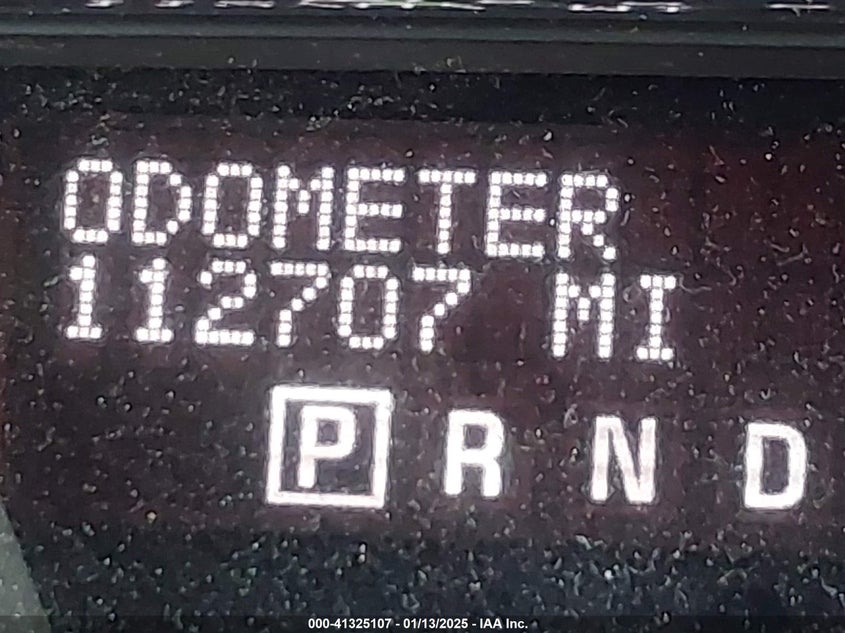 ODOMETER
112707 MI
P R N D
000-41325107 - 01/13/2025 - IAA Inc.